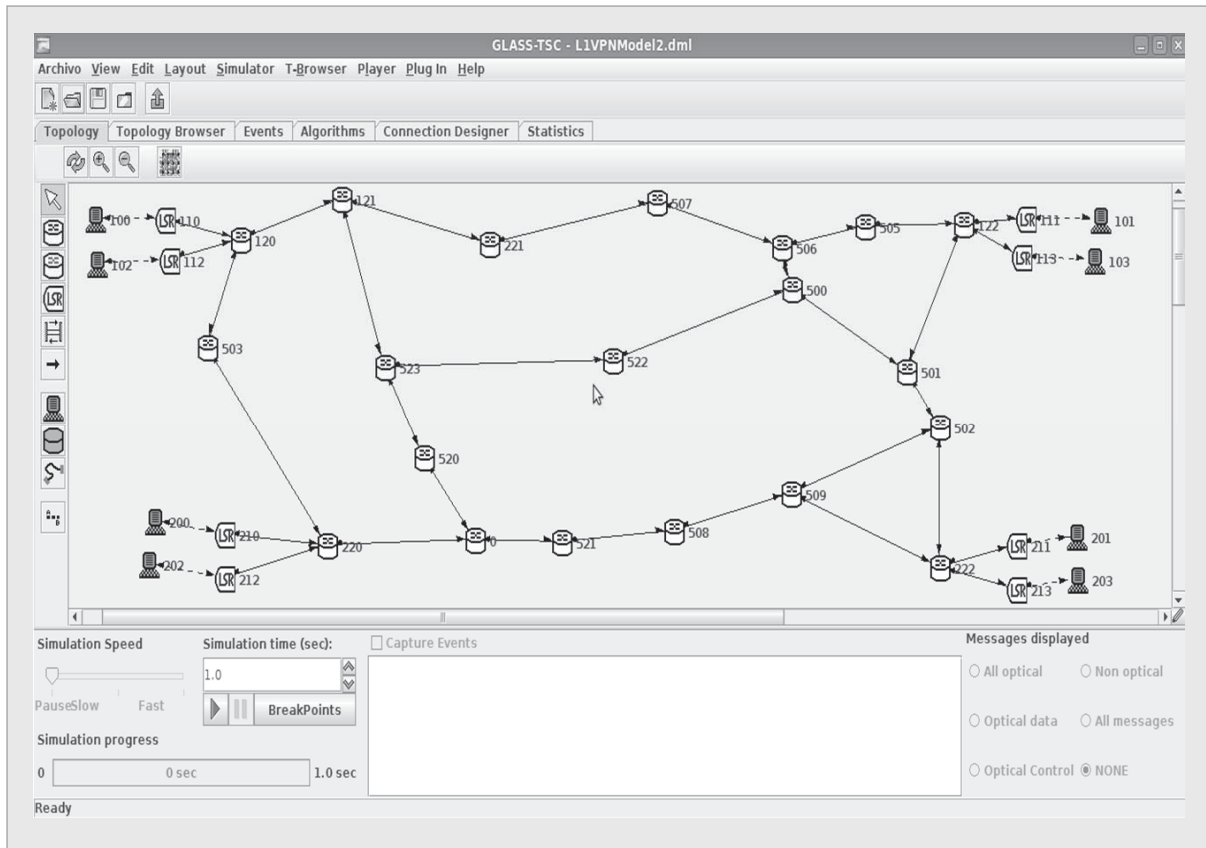 GLASS-TSC - L1VPNModel2.dml
Archivo View Edit Layout Simulator T-Browser Player Plug In Help
Topology Topology Browser Events Algorithms Connection Designer Statistics
121
507
100 LSR 110
120
221
506
505
122
LSR 111
101
102 LSR 112
LSR 113
103
500
503
523
522
501
502
520
509
200 LSR 210
220
0
521
508
LSR 211
201
202 LSR 212
222
LSR 213
203
Simulation Speed
PauseSlow Fast
Simulation time (sec):
1.0
BreakPoints
Simulation progress
0 0 sec 1.0 sec
Capture Events
Messages displayed
All optical Non optical
Optical data All messages
Optical Control NONE
Ready